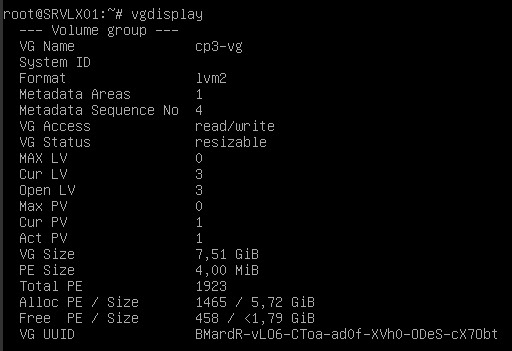 root@SRVLX01:~# vgdisplay
--- Volume group ---
VG Name cp3-vg
System ID
Format lvm2
Metadata Areas 1
Metadata Sequence No 4
VG Access read/write
VG Status resizable
MAX LV 0
Cur LV 3
Open LV 3
Max PV 0
Cur PV 1
Act PV 1
VG Size 7,51 GiB
PE Size 4,00 MiB
Total PE 1923
Alloc PE / Size 1465 / 5,72 GiB
Free PE / Size 458 / <1,79 GiB
VG UUID BMardR-vLO6-CToa-ad0f-XVh0-ODeS-cX7Obt